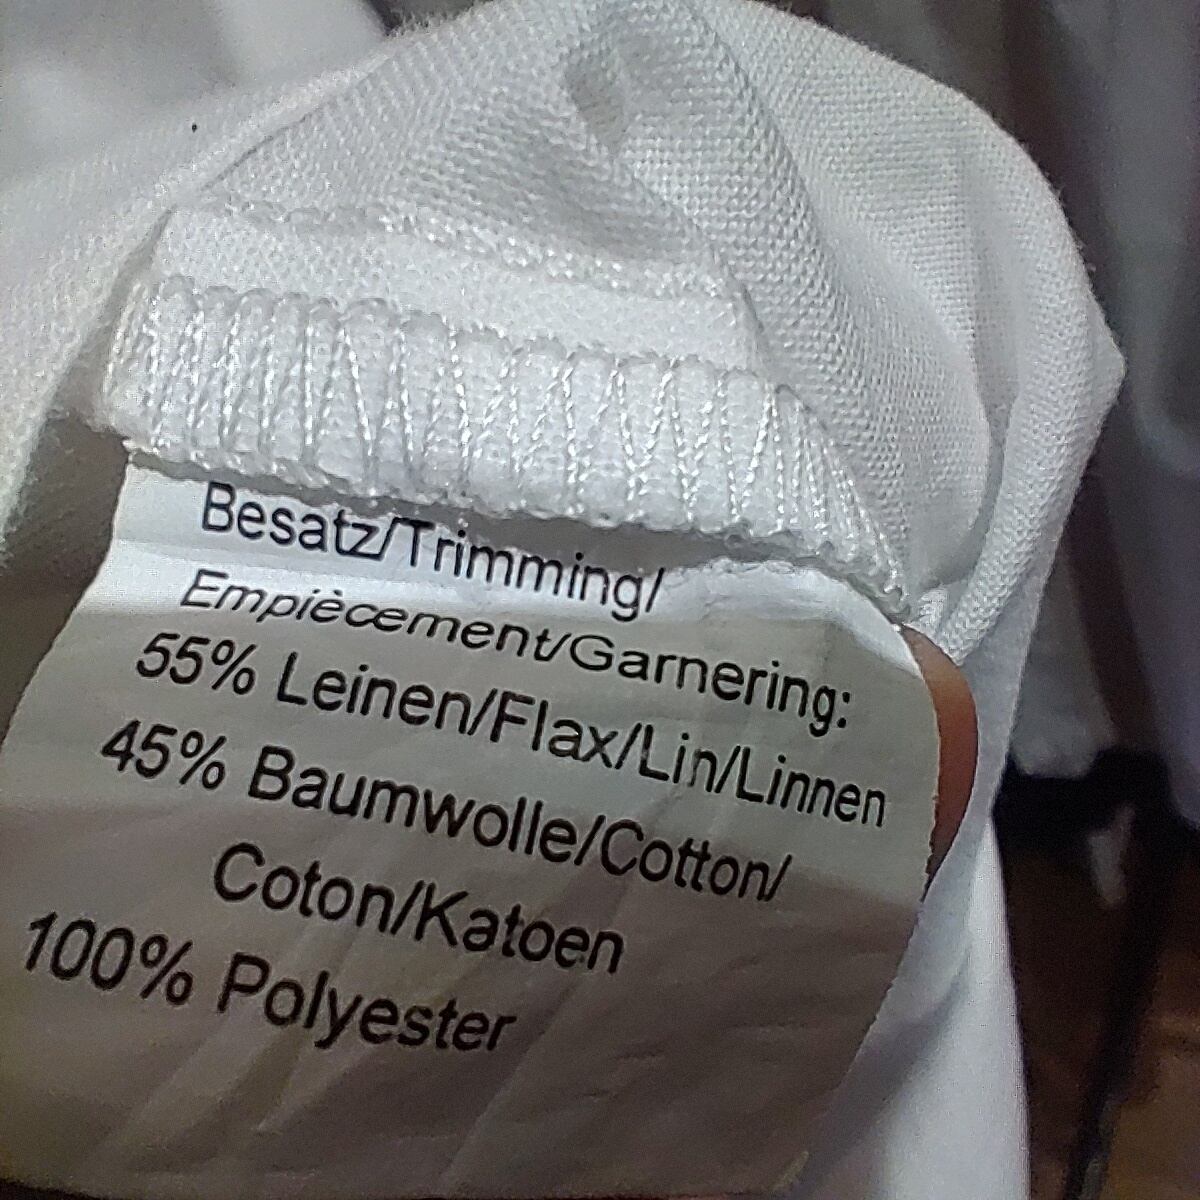 Besatz/Trimming/
Empiècement/Garnering:
55% Leinen/Flax/Lin/Linnen
45% Baumwolle/Cotton/
Coton/Katoen
100% Polyester